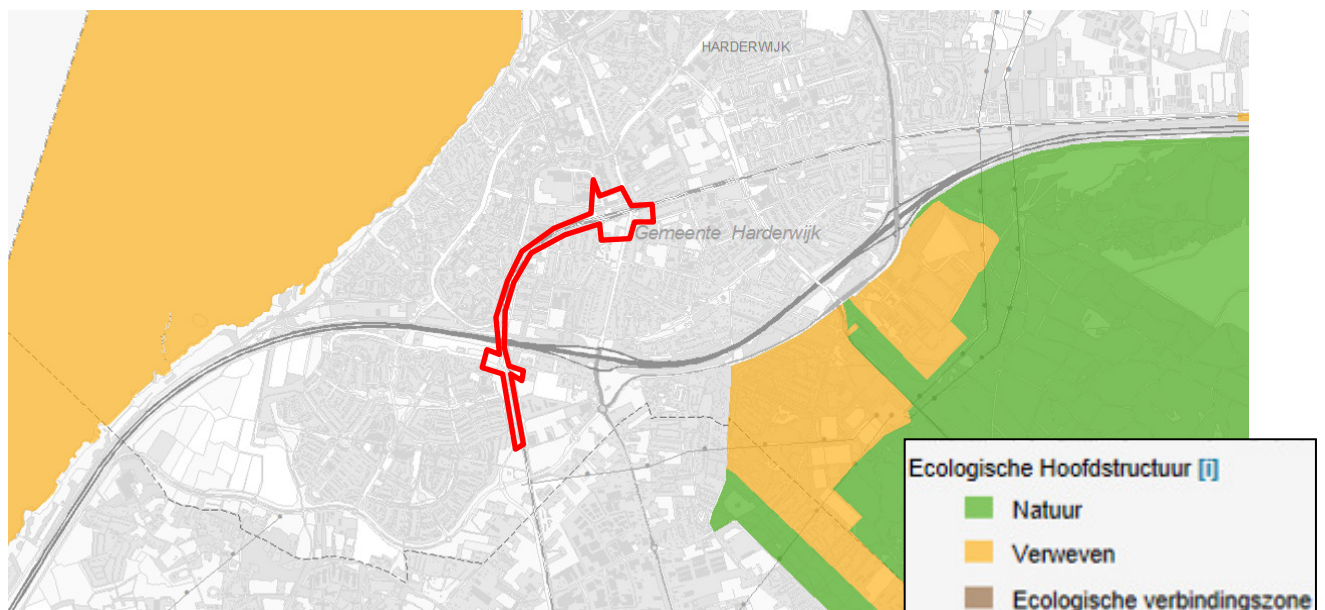 HARDERWIJK
Gemeente Harderwijk
Ecologische Hoofdstructuur [i]
Natuur
Verweven
Ecologische verbindingszone